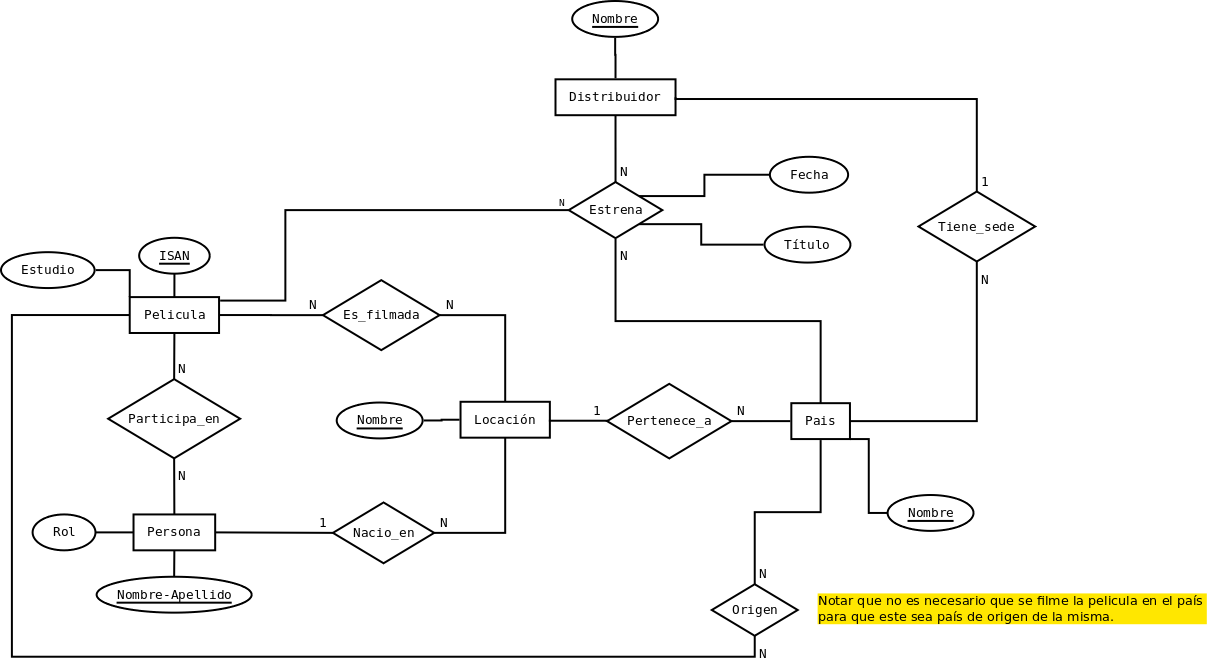 Nombre
Distribuidor
N
Fecha
1
N
Estrena
Tiene_sede
Título
ISAN
N
Estudio
N
Pelicula
N
Es_filmada
N
N
Participa_en
Nombre
Locación
1
Pertenece_a
N
Pais
N
Rol
Persona
1
Nacio_en
N
Nombre
Nombre-Apellido
N
Origen
N
Notar que no es necesario que se filme la pelicula en el país
para que este sea país de origen de la misma.